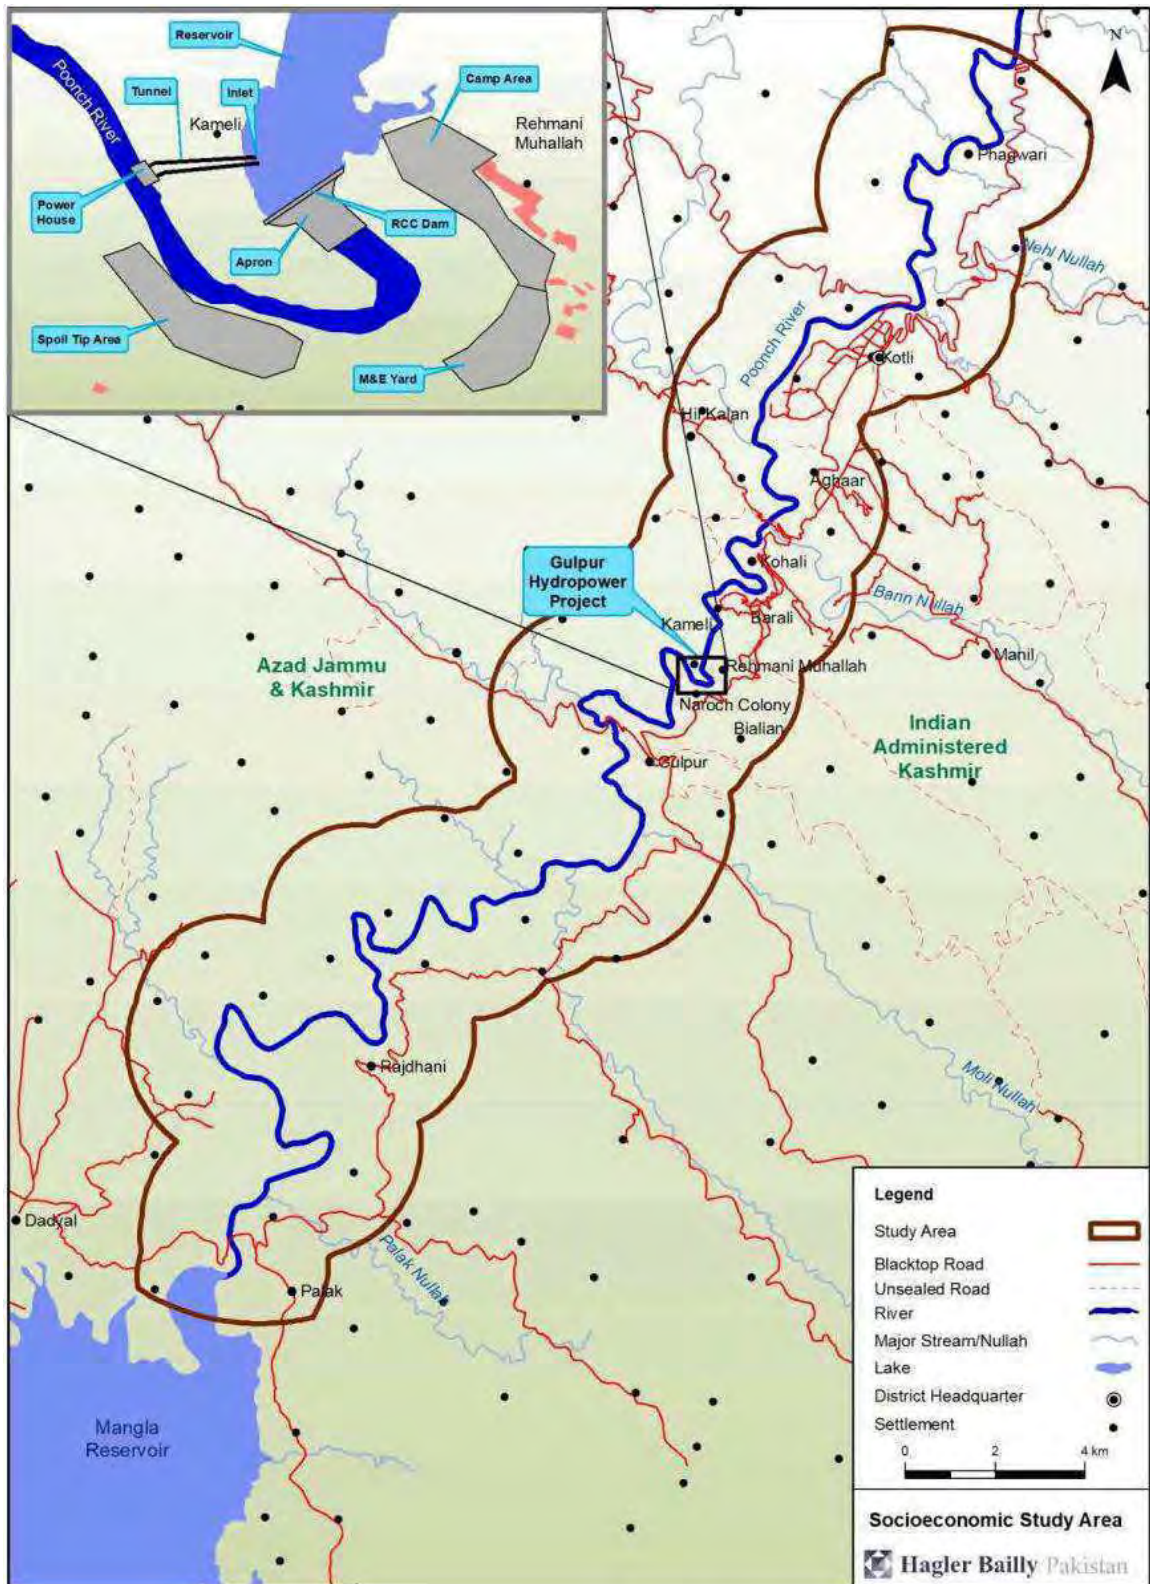 Reservoir
Camp Area
Poonch River
Tunnel
Inlet
Kameli
Rehmani
Muhallah
Power
House
RCC Dam
Apron
Spoil Tip Area
M&E Yard
N
Phagwari
Nehl Nullah
Poonch River
Kotli
Hil Kalan
Aghaar
Gulpur
Hydropower
Project
Kohali
Bann Nullah
Kameli
Barali
Azad Jammu
& Kashmir
Rehmani Muhallah
Manil
Naroch Colony
Bialian
Indian
Administered
Kashmir
Gulpur
Rajdhani
Moli Nullah
Dadyal
Palak Nullah
Palak
Mangla
Reservoir
Legend
Study Area
Blacktop Road
Unsealed Road
River
Major Stream/Nullah
Lake
District Headquarter
Settlement
0 2 4 km
Socioeconomic Study Area
Hagler Bailly Pakistan